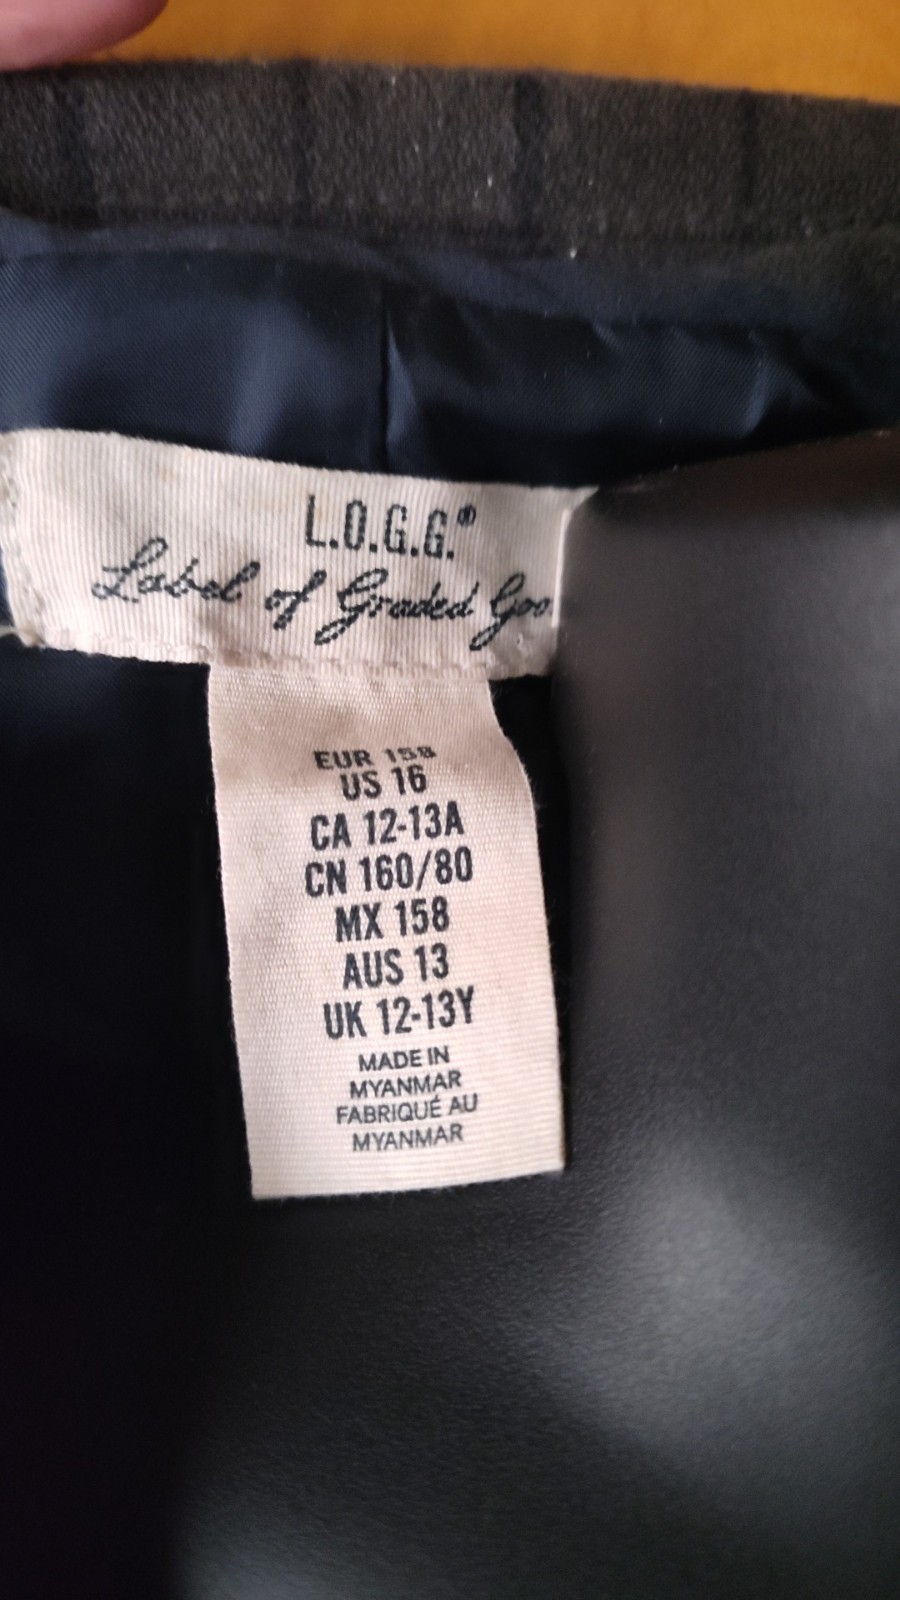 L.O.G.G.®
Label of Graded Goo
EUR 158
US 16
CA 12-13A
CN 160/80
MX 158
AUS 13
UK 12-13Y
MADE IN
MYANMAR
FABRIQUÉ AU
MYANMAR